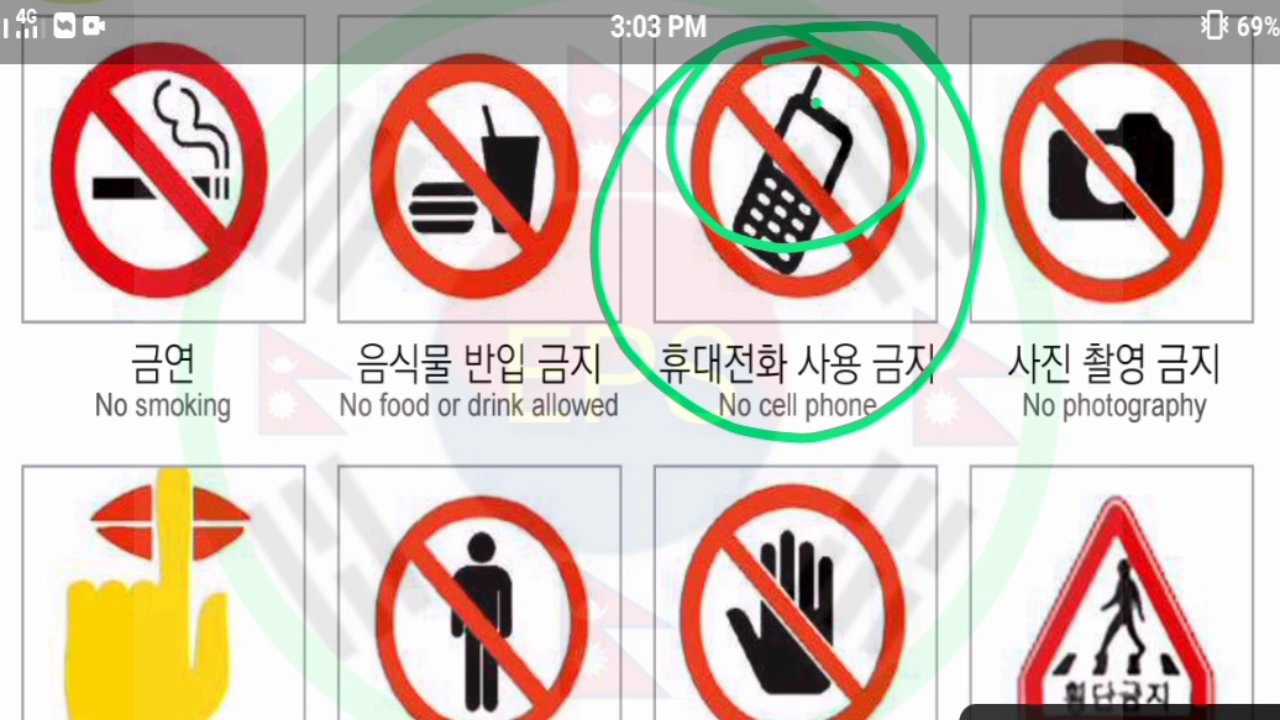 4G
3:03 PM
69%
금연
No smoking
음식물 반입 금지
No food or drink allowed
휴대전화 사용 금지
No cell phone
사진 촬영 금지
No photography
EPS
횡단금지